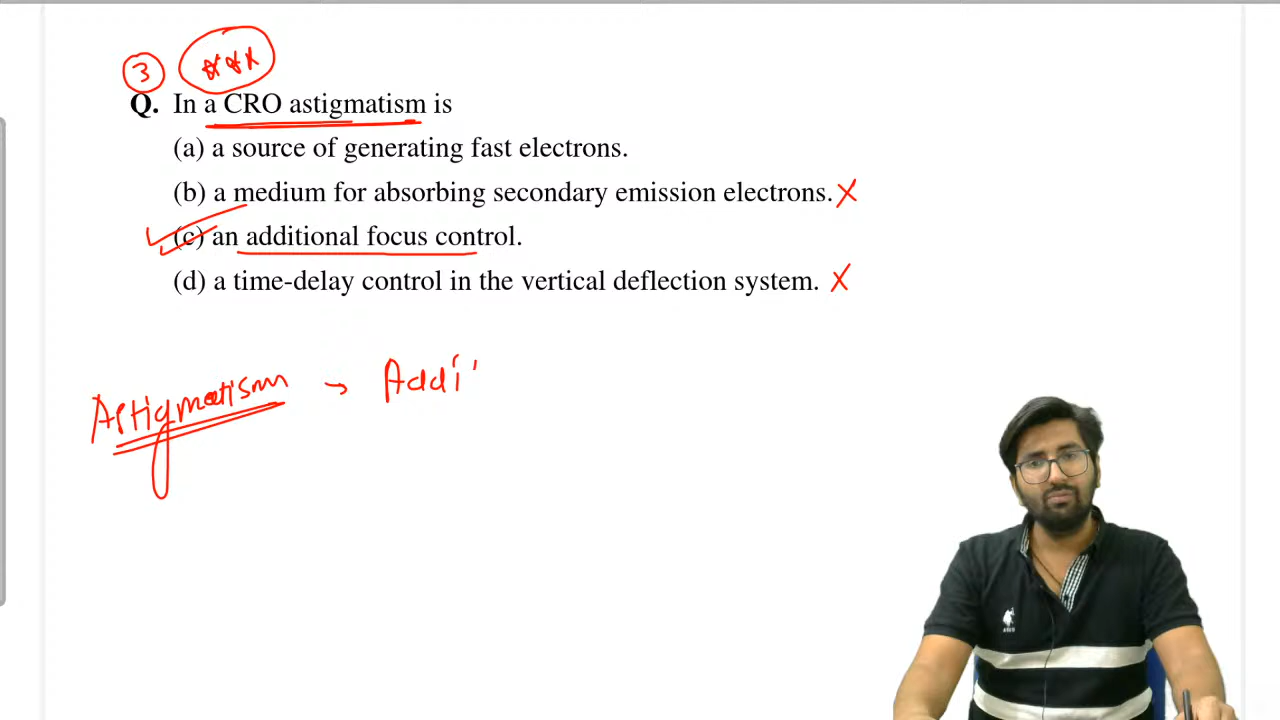 3 ***
Q. In a CRO astigmatism is
(a) a source of generating fast electrons.
(b) a medium for absorbing secondary emission electrons. X
(c) an additional focus control.
(d) a time-delay control in the vertical deflection system. X
Astigmatism → Addi